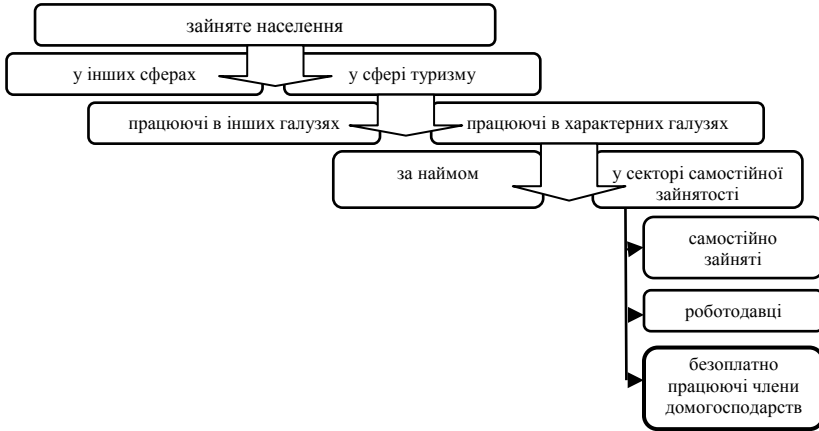 зайняте населення
у інших сферах
у сфері туризму
працюючі в інших галузях
працюючі в характерних галузях
за наймом
у секторі самостійної
зайнятості
самостійно
зайняті
роботодавці
безоплатно
працюючі члени
домогосподарств